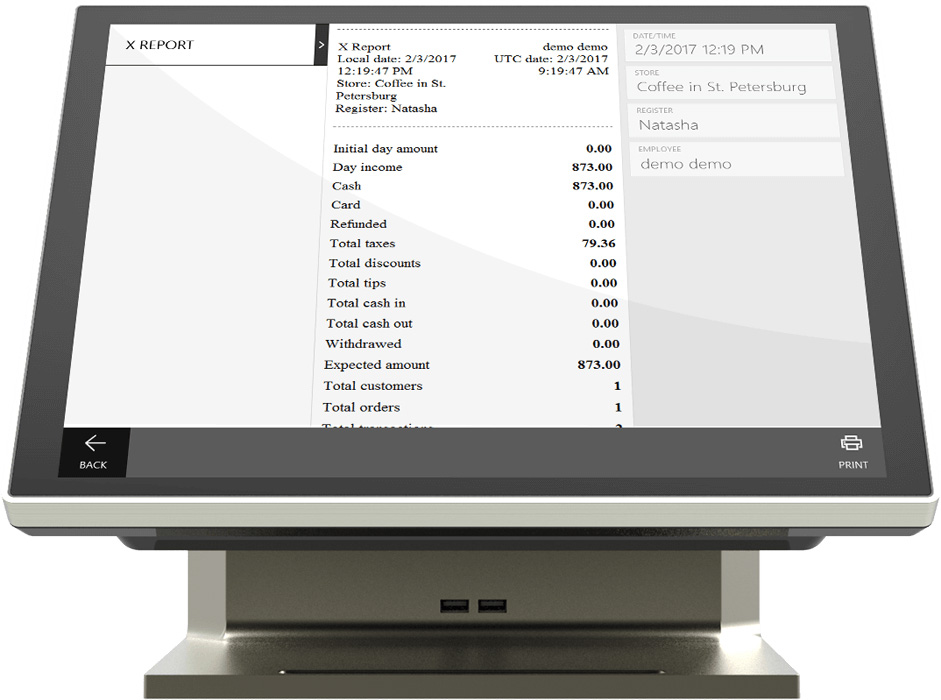 X REPORT
>
X Report
demo demo
Local date: 2/3/2017
UTC date: 2/3/2017
12:19:47 PM
9:19:47 AM
Store: Coffee in St.
Petersburg
Register: Natasha
Initial day amount 0.00
Day income 873.00
Cash 873.00
Card 0.00
Refunded 0.00
Total taxes 79.36
Total discounts 0.00
Total tips 0.00
Total cash in 0.00
Total cash out 0.00
Withdrawed 0.00
Expected amount 873.00
Total customers 1
Total orders 1
Total transactions 2
DATE/TIME
2/3/2017 12:19 PM
STORE
Coffee in St. Petersburg
REGISTER
Natasha
EMPLOYEE
demo demo
BACK
PRINT